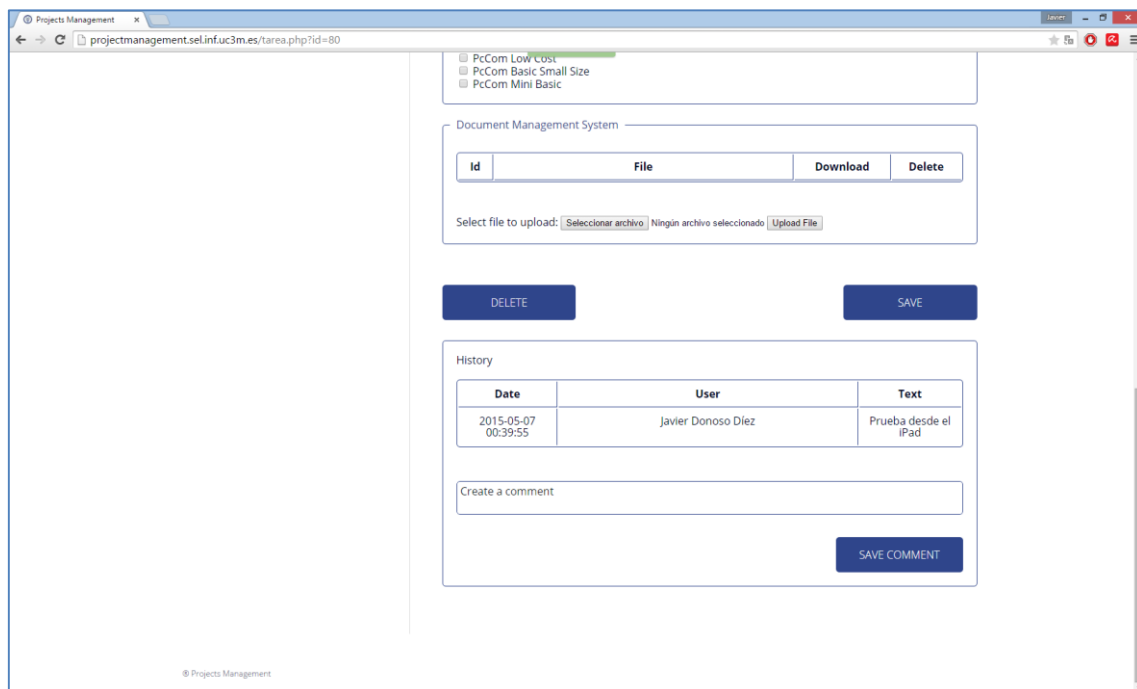 Projects Management
Javier
projectmanagement.sel.inf.uc3m.es/tarea.php?id=80
PcCom Low Cost
PcCom Basic Small Size
PcCom Mini Basic
Document Management System
Id File Download Delete
Select file to upload: Seleccionar archivo Ningún archivo seleccionado Upload File
DELETE SAVE
History
Date User Text
2015-05-07 Javier Donoso Díez Prueba desde el
00:39:55 iPad
Create a comment
SAVE COMMENT
® Projects Management